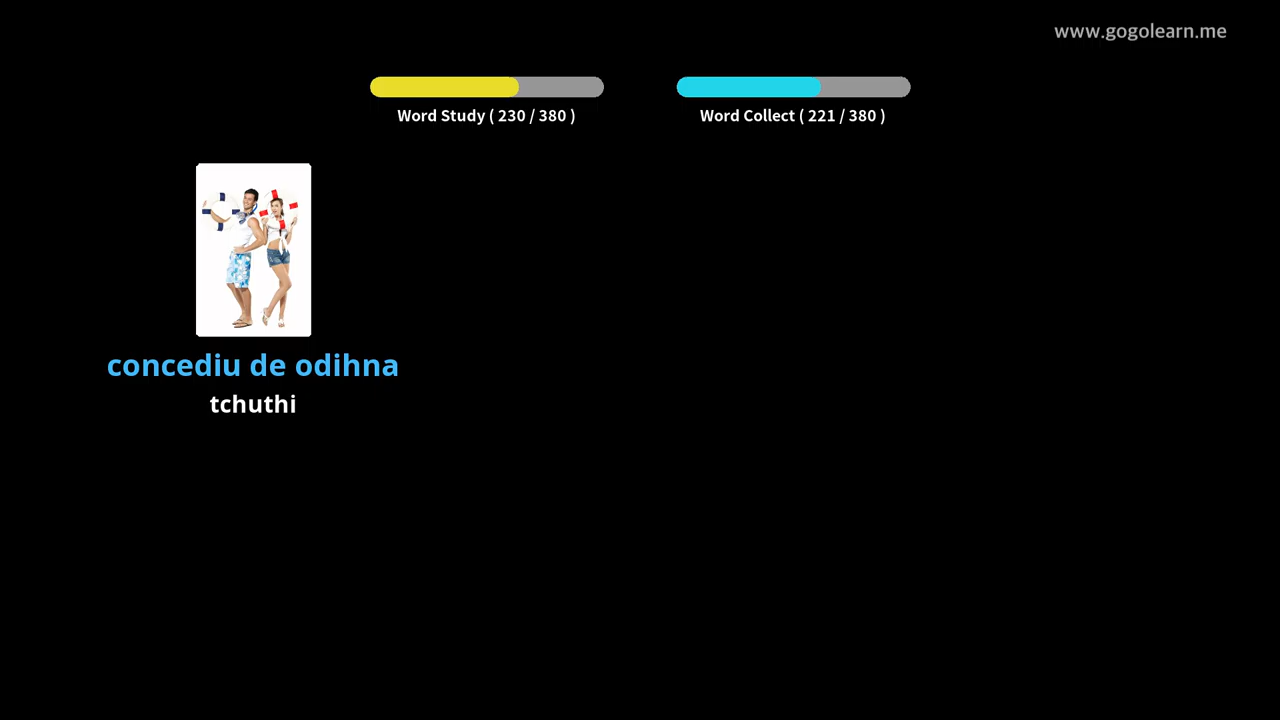 www.gogolearn.me
Word Study ( 230 / 380 )
Word Collect ( 221 / 380 )
concediu de odihna
tchuthi